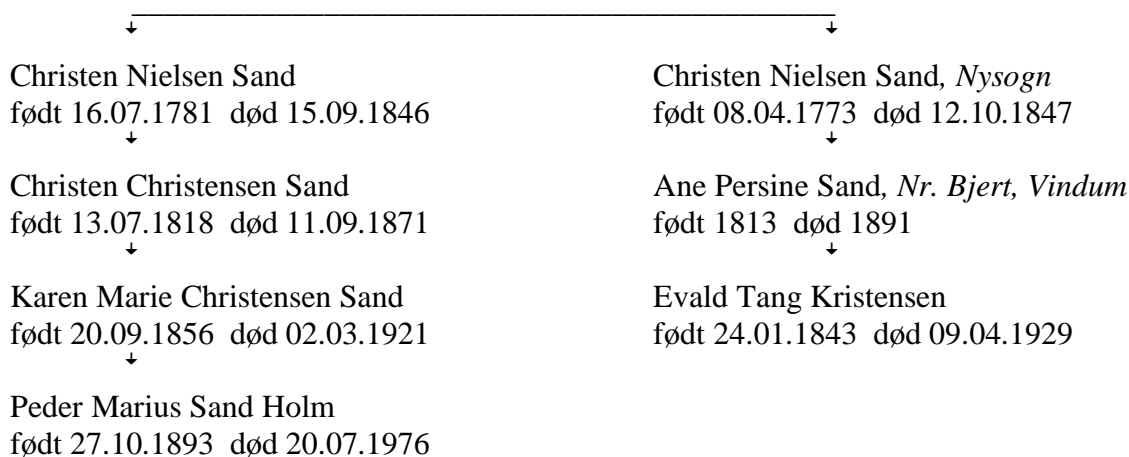 Christen Nielsen Sand
født 16.07.1781 død 15.09.1846
Christen Christensen Sand
født 13.07.1818 død 11.09.1871
Karen Marie Christensen Sand
født 20.09.1856 død 02.03.1921
Peder Marius Sand Holm
født 27.10.1893 død 20.07.1976
Christen Nielsen Sand, Nysogn
født 08.04.1773 død 12.10.1847
Ane Persine Sand, Nr. Bjert, Vindum
født 1813 død 1891
Evald Tang Kristensen
født 24.01.1843 død 09.04.1929